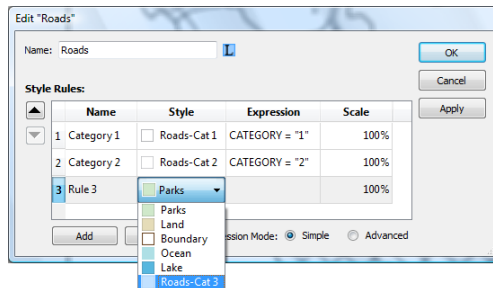 Edit "Roads"
Name: Roads L OK
Cancel
Style Rules:
Apply
Name Style Expression Scale
1 Category 1 Roads-Cat 1 CATEGORY = "1" 100%
2 Category 2 Roads-Cat 2 CATEGORY = "2" 100%
3 Rule 3 Parks 100%
Parks
Land
Add Boundary Mode: Simple Advanced
Ocean
Lake
Roads-Cat 3